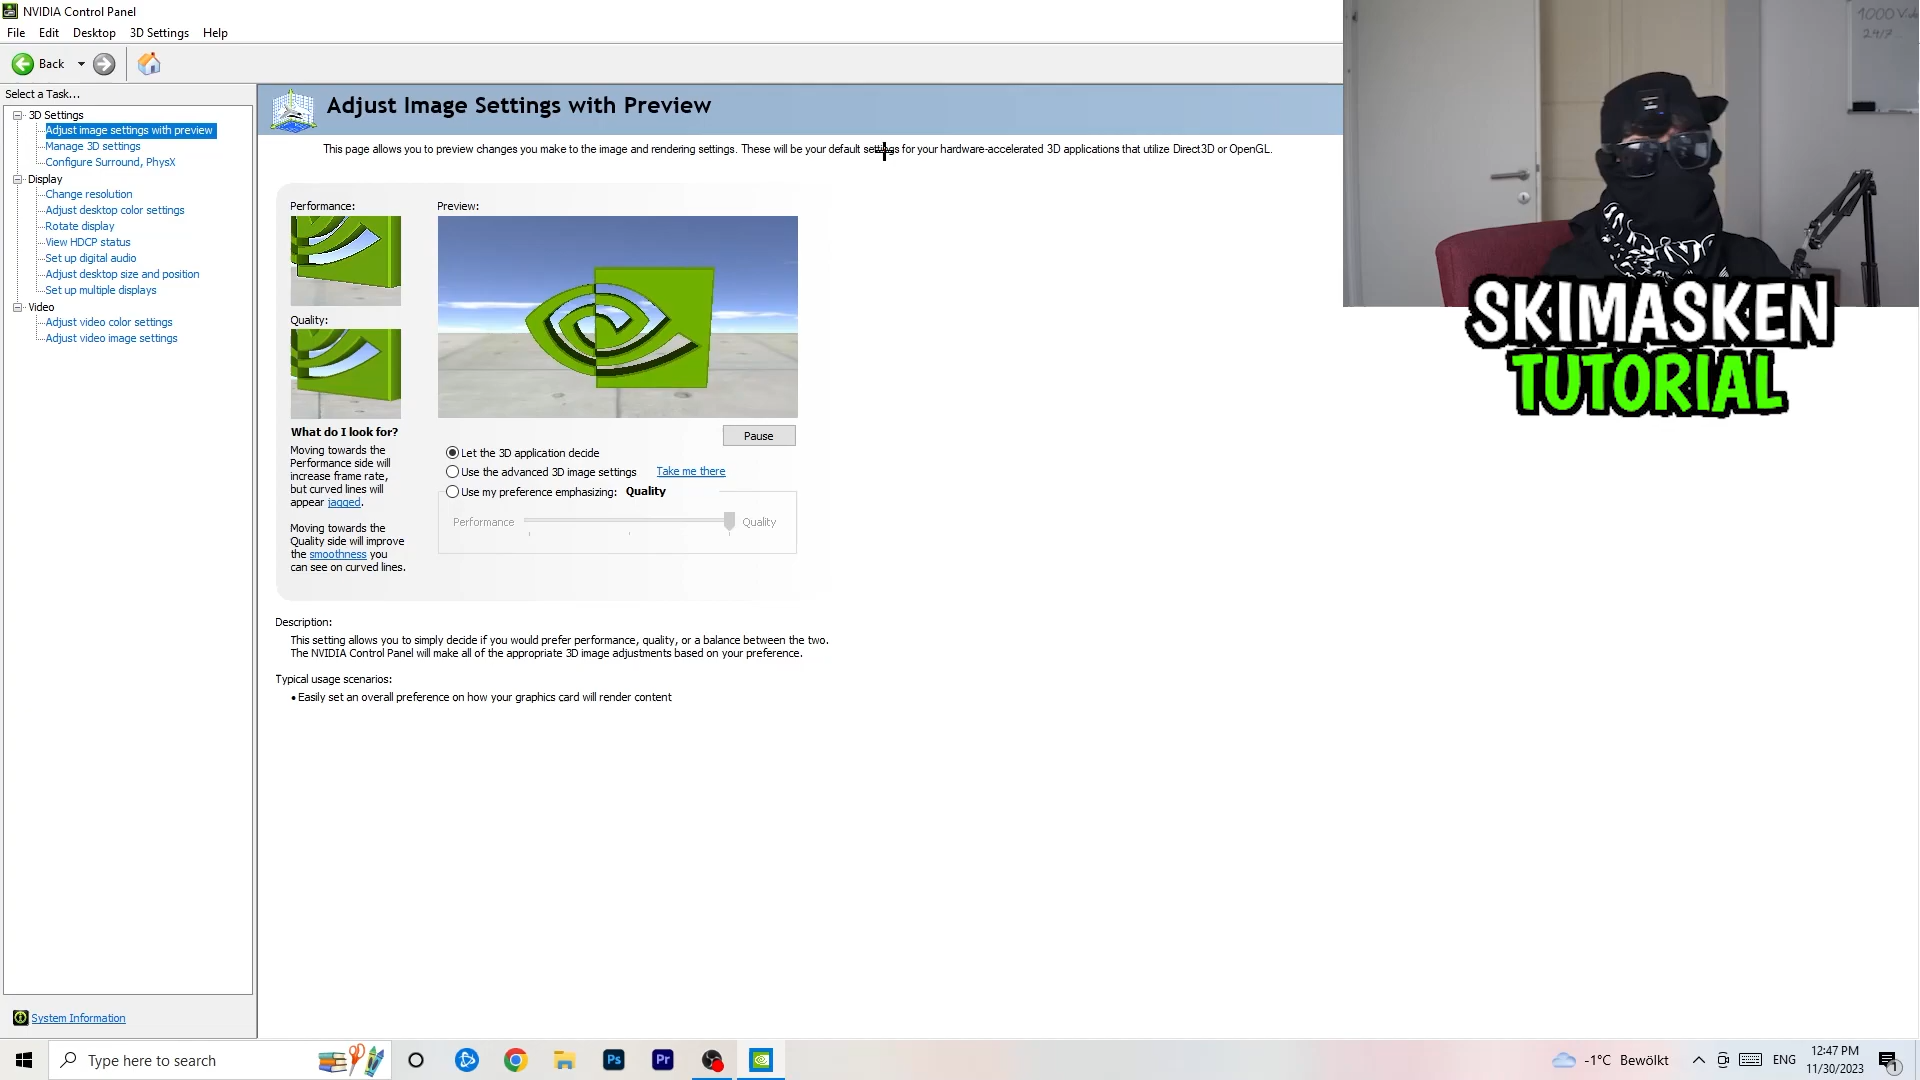 NVIDIA Control Panel
File Edit Desktop 3D Settings Help
Back
Select a Task...
3D Settings
Adjust image settings with preview
Manage 3D settings
Configure Surround, PhysX
Display
Change resolution
Adjust desktop color settings
Rotate display
View HDCP status
Set up digital audio
Adjust desktop size and position
Set up multiple displays
Video
Adjust video color settings
Adjust video image settings
System Information
Adjust Image Settings with Preview
This page allows you to preview changes you make to the image and rendering settings. These will be your default settings for your hardware-accelerated 3D applications that utilize Direct3D or OpenGL.
Performance:
Quality:
What do I look for?
Moving towards the
Performance side will
increase frame rate,
but curved lines will
appear jagged.
Moving towards the
Quality side will improve
the smoothness you
can see on curved lines.
Preview:
Pause
Let the 3D application decide
Use the advanced 3D image settings Take me there
Use my preference emphasizing: Quality
Performance Quality
Description:
This setting allows you to simply decide if you would prefer performance, quality, or a balance between the two.
The NVIDIA Control Panel will make all of the appropriate 3D image adjustments based on your preference.
Typical usage scenarios:
• Easily set an overall preference on how your graphics card will render content
24/7
SKIMASKEN
TUTORIAL
Type here to search
Ps
Pr
-1°C Bewölkt
ENG
12:47 PM
11/30/2023
1